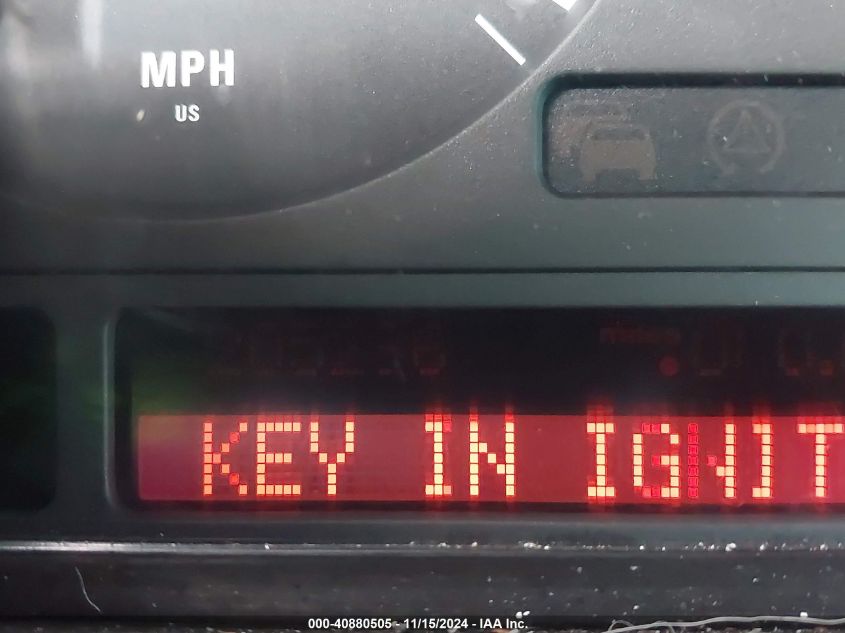 MPH
US
KEY IN IGNIT
000-40880505 - 11/15/2024 - IAA Inc.